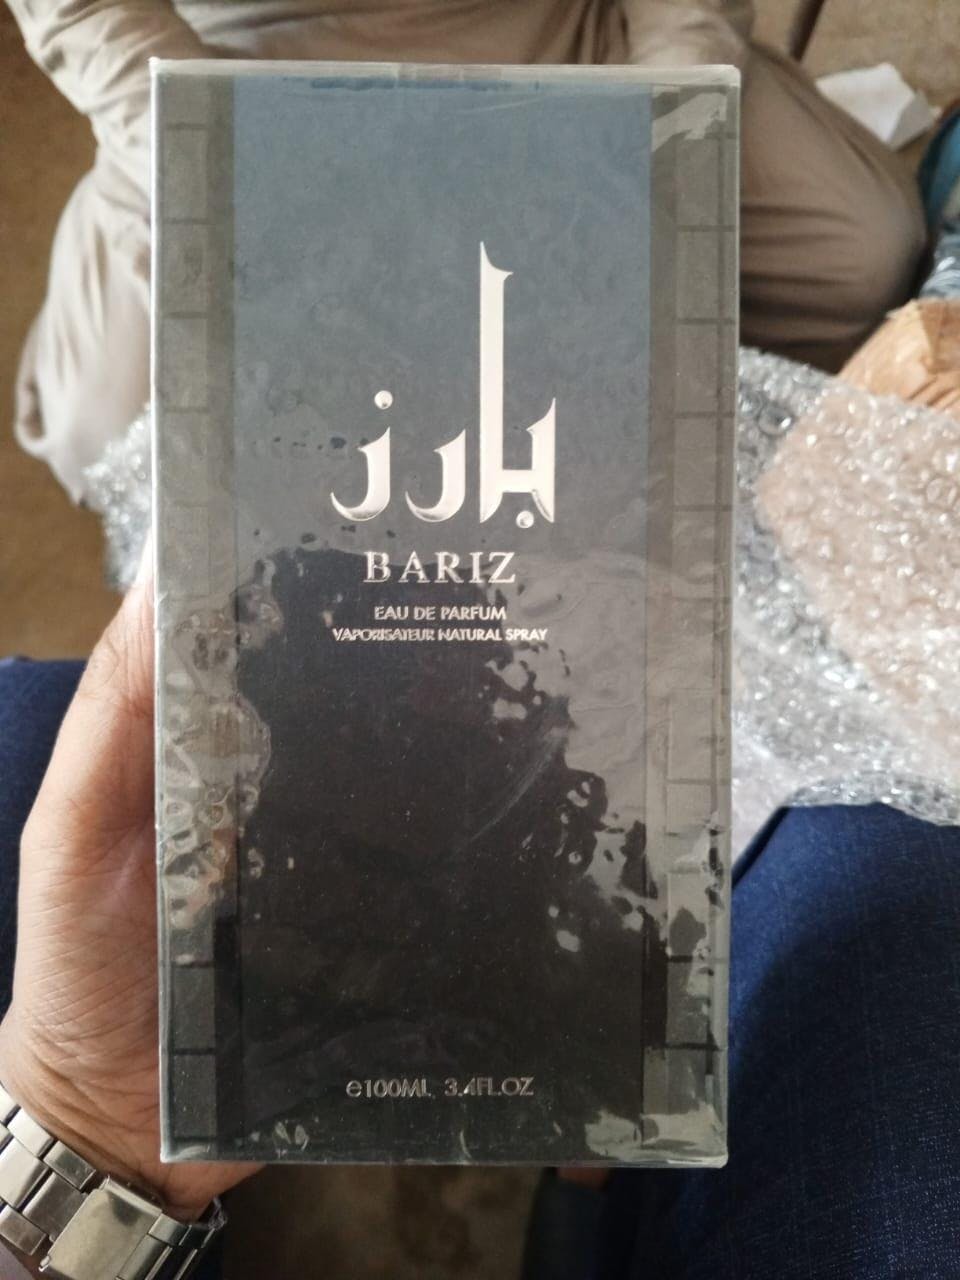 بارز
BARIZ
EAU DE PARFUM
VAPORISATEUR NATURAL SPRAY
e100ML 3.4FL.OZ